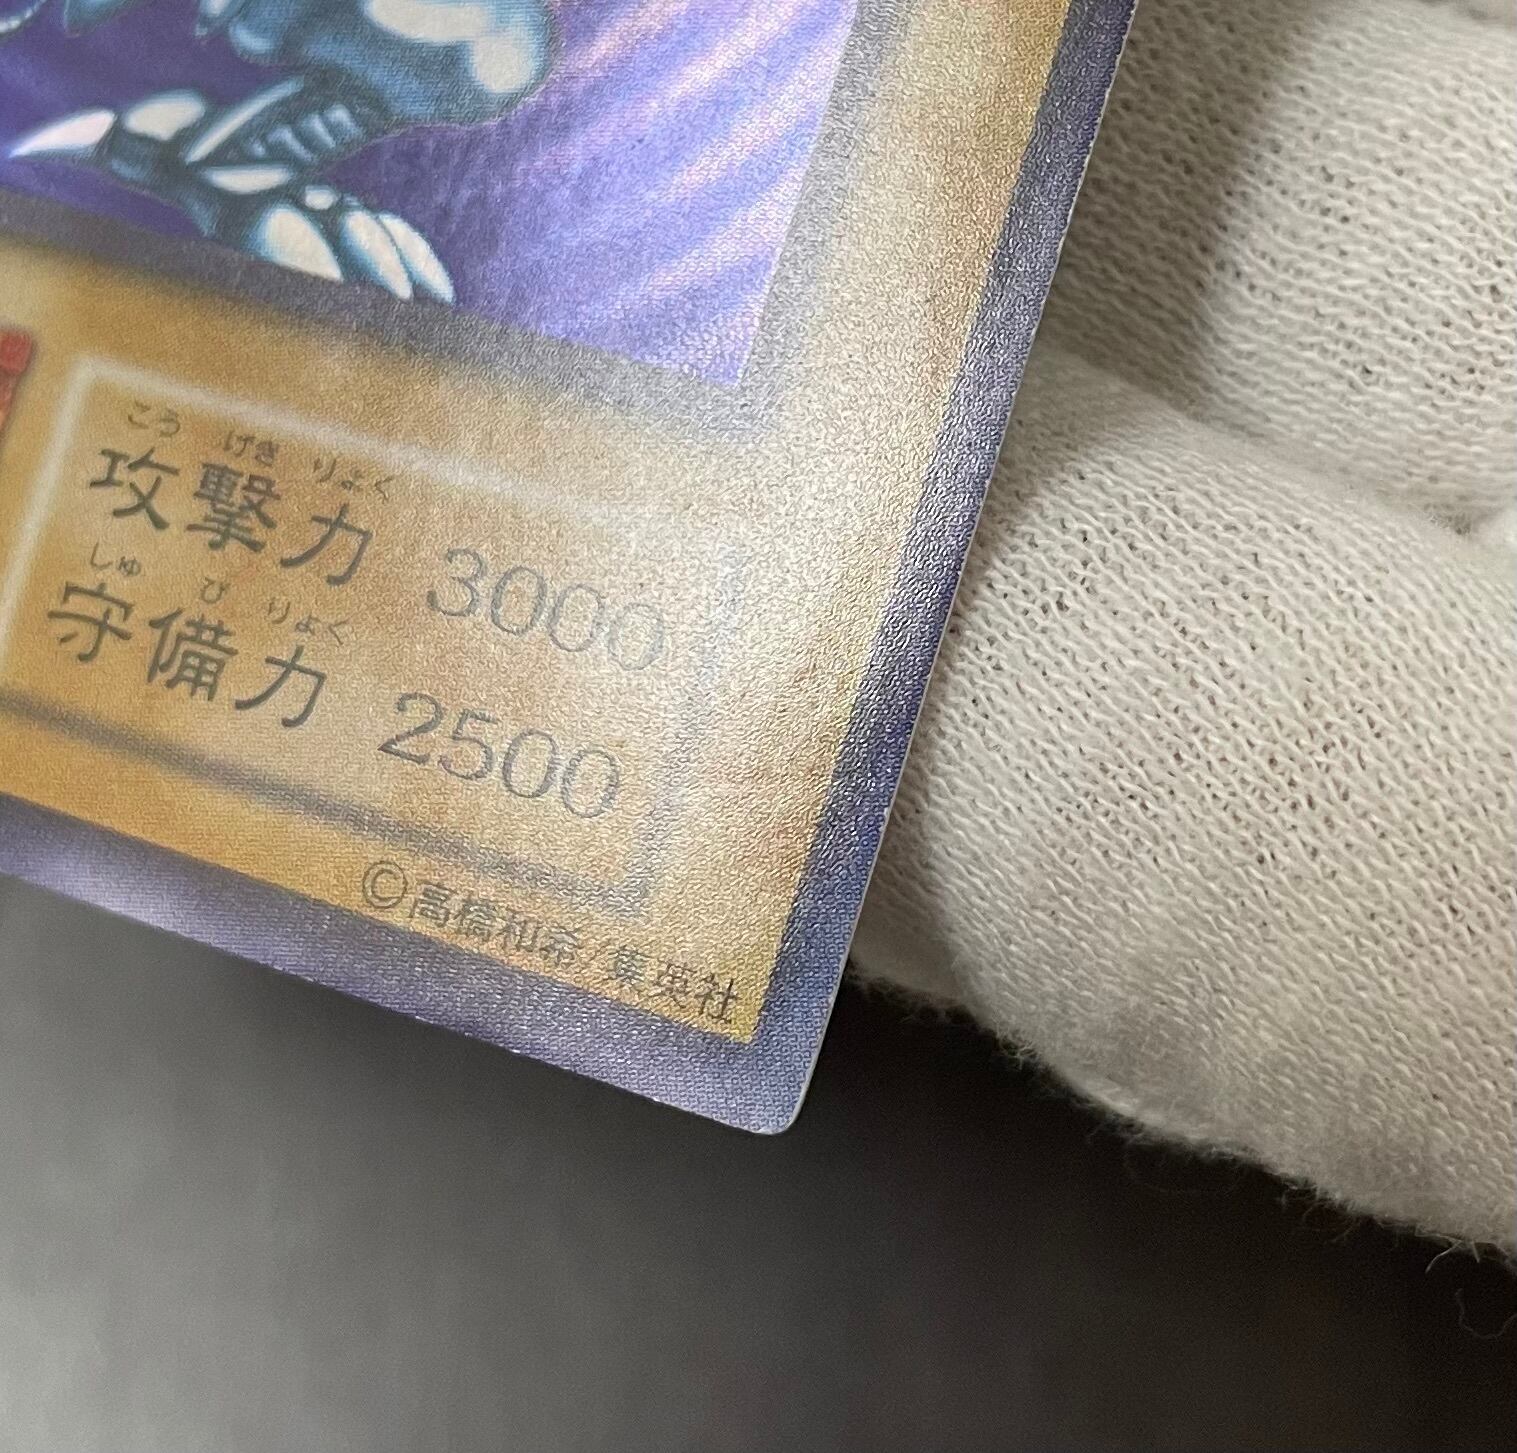 こう げき りょく
攻撃力 3000
しゅ び りょく
守備力 2500
©高橋和希/集英社